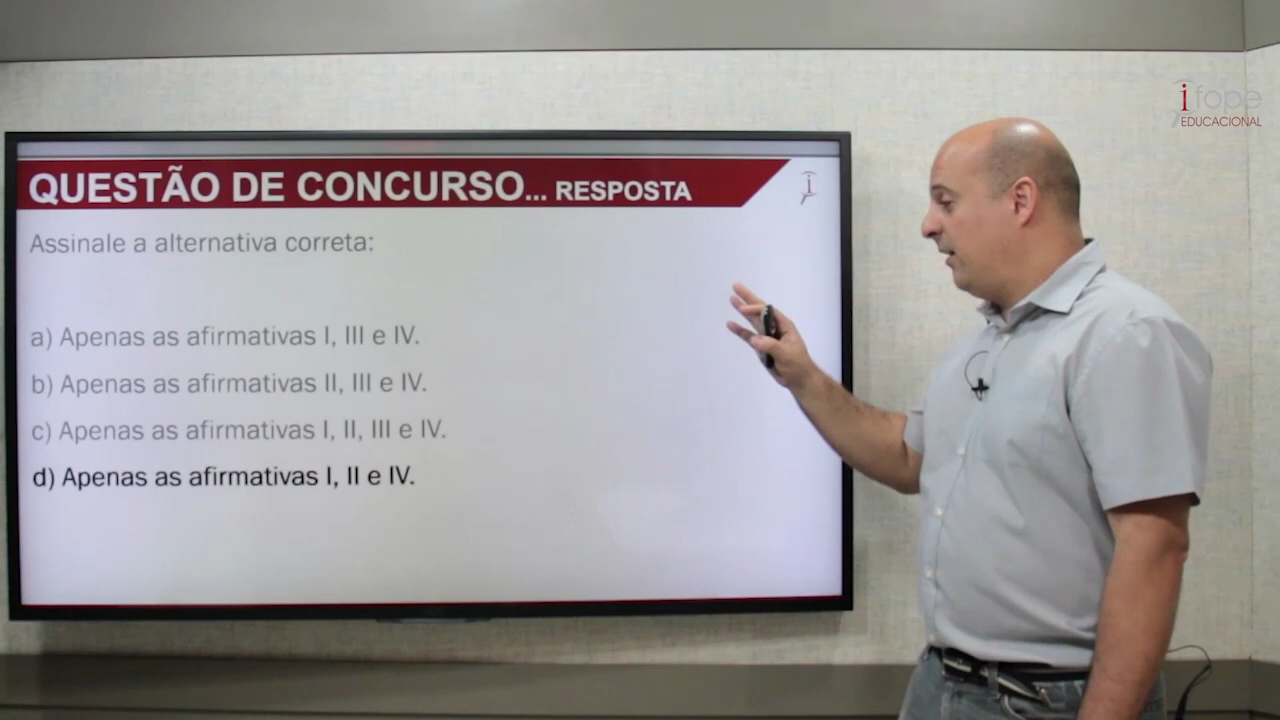 QUESTÃO DE CONCURSO... RESPOSTA
Assinale a alternativa correta:
a) Apenas as afirmativas I, III e IV.
b) Apenas as afirmativas II, III e IV.
c) Apenas as afirmativas I, II, III e IV.
d) Apenas as afirmativas I, II e IV.
ifope
EDUCACIONAL